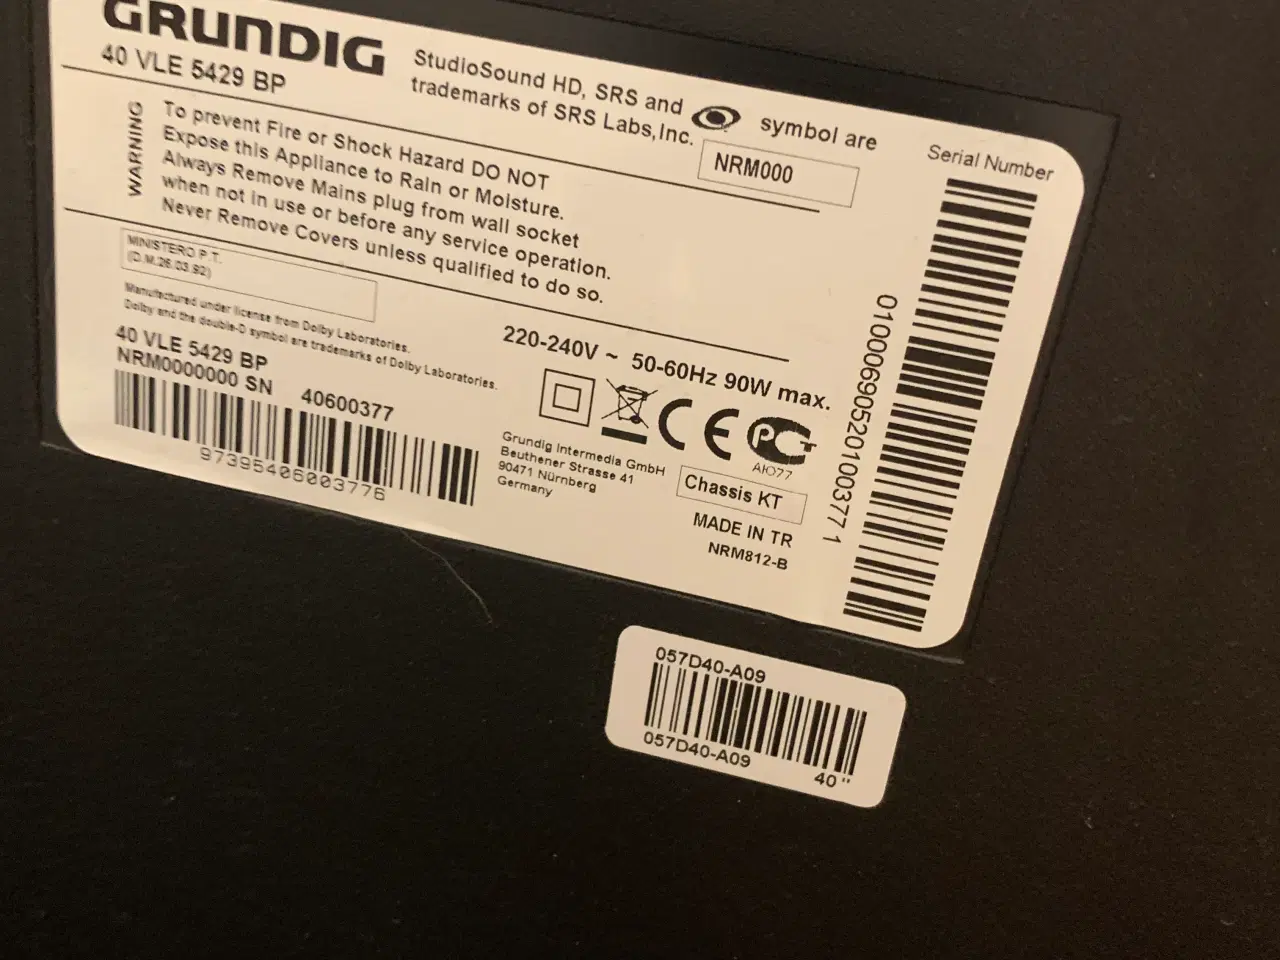 GRUNDIG
40 VLE 5429 BP
StudioSound HD, SRS and symbol are
trademarks of SRS Labs, Inc.
NRM000
WARNING
To prevent Fire or Shock Hazard DO NOT
Expose this Appliance to Rain or Moisture.
Always Remove Mains plug from wall socket
when not in use or before any service operation.
Never Remove Covers unless qualified to do so.
MINISTERO P.T.
(D.M.26.03.92)
Manufactured under license from Dolby Laboratories.
Dolby and the double-D symbol are trademarks of Dolby Laboratories.
40 VLE 5429 BP
NRM0000000 SN 40600377
97395406003776
220-240V ~ 50-60Hz 90W max.
CE
AЮ77
Grundig Intermedia GmbH
Beuthener Strasse 41
90471 Nürnberg
Germany
Chassis KT
MADE IN TR
NRM812-B
Serial Number
057D40-A09
057D40-A09
40"